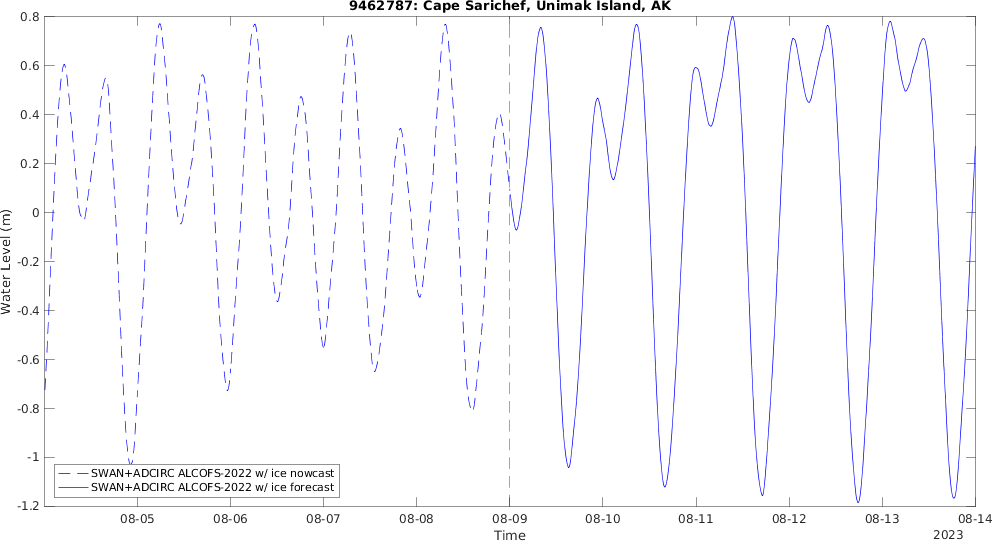 9462787: Cape Sarichef, Unimak Island, AK
0.8
0.6
0.4
0.2
0
-0.2
-0.4
-0.6
-0.8
-1
-1.2
Water Level (m)
SWAN+ADCIRC ALCOFS-2022 w/ ice nowcast
SWAN+ADCIRC ALCOFS-2022 w/ ice forecast
08-05 08-06 08-07 08-08 08-09 08-10 08-11 08-12 08-13 08-14
Time
2023